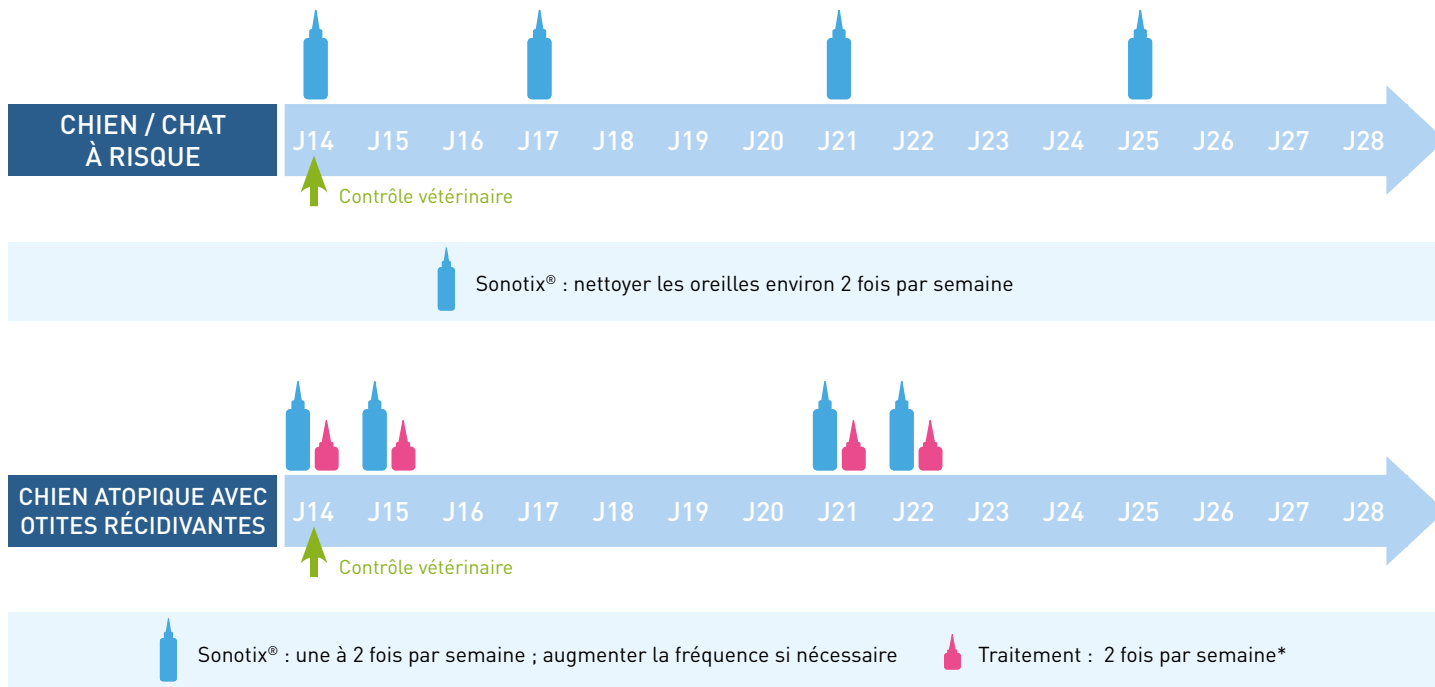 CHIEN / CHAT
À RISQUE
J14 J15 J16 J17 J18 J19 J20 J21 J22 J23 J24 J25 J26 J27 J28
Contrôle vétérinaire
Sonotix® : nettoyer les oreilles environ 2 fois par semaine
CHIEN ATOPIQUE AVEC
OTITES RÉCIDIVANTES
J14 J15 J16 J17 J18 J19 J20 J21 J22 J23 J24 J25 J26 J27 J28
Contrôle vétérinaire
Sonotix® : une à 2 fois par semaine ; augmenter la fréquence si nécessaire
Traitement : 2 fois par semaine*